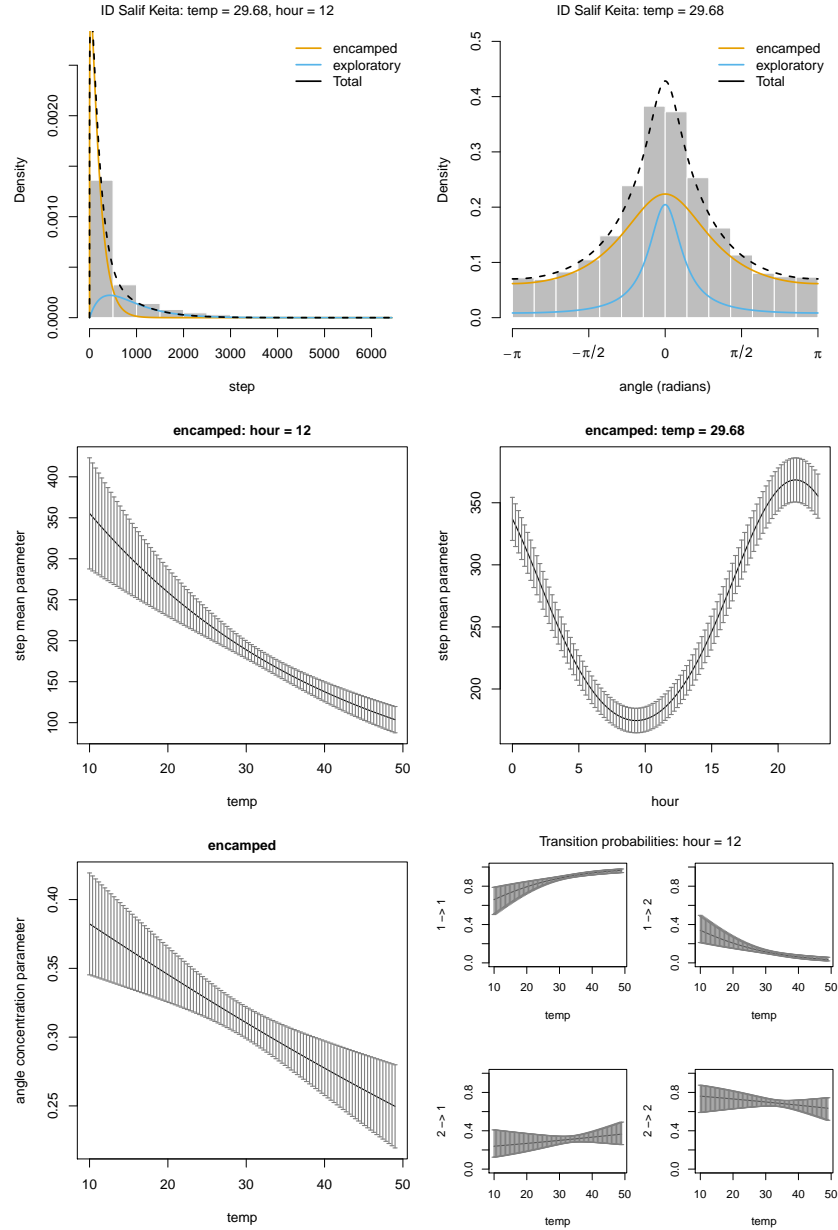 ID Salif Keita: temp = 29.68, hour = 12
encamped
exploratory
Total
Density
0.0000
0.0010
0.0020
0 1000 2000 3000 4000 5000 6000
step
ID Salif Keita: temp = 29.68
encamped
exploratory
Total
Density
0.0 0.1 0.2 0.3 0.4 0.5
−π −π/2 0 π/2 π
angle (radians)
encamped: hour = 12
step mean parameter
100 150 200 250 300 350 400
10 20 30 40 50
temp
encamped: temp = 29.68
step mean parameter
200 250 300 350
0 5 10 15 20
hour
encamped
angle concentration parameter
0.25 0.30 0.35 0.40
10 20 30 40 50
temp
Transition probabilities: hour = 12
1 −> 1
0.0 0.4 0.8
10 20 30 40 50
temp
1 −> 2
0.0 0.4 0.8
10 20 30 40 50
temp
2 −> 1
0.0 0.4 0.8
10 20 30 40 50
temp
2 −> 2
0.0 0.4 0.8
10 20 30 40 50
temp